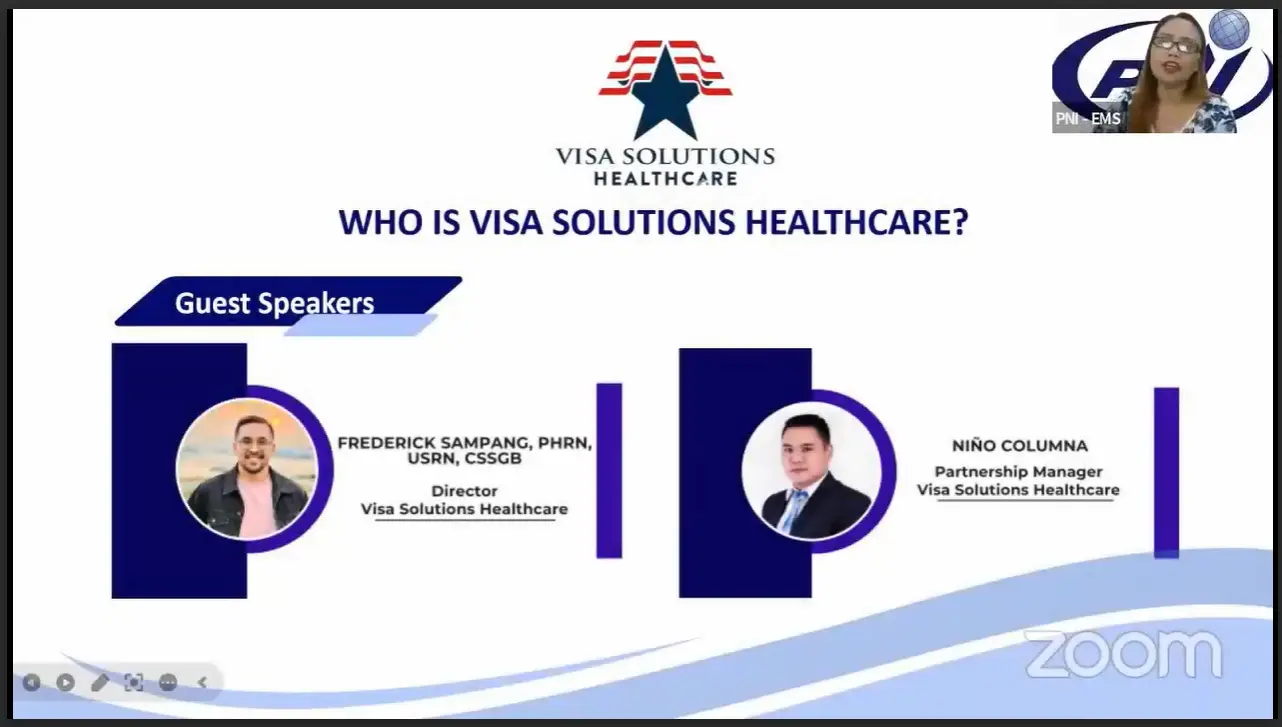 VISA SOLUTIONS
HEALTHCARE
PNI - EMS
WHO IS VISA SOLUTIONS HEALTHCARE?
Guest Speakers
FREDERICK SAMPANG, PHRN,
USRN, CSSGB
Director
Visa Solutions Healthcare
NIÑO COLUMNA
Partnership Manager
Visa Solutions Healthcare
zoom